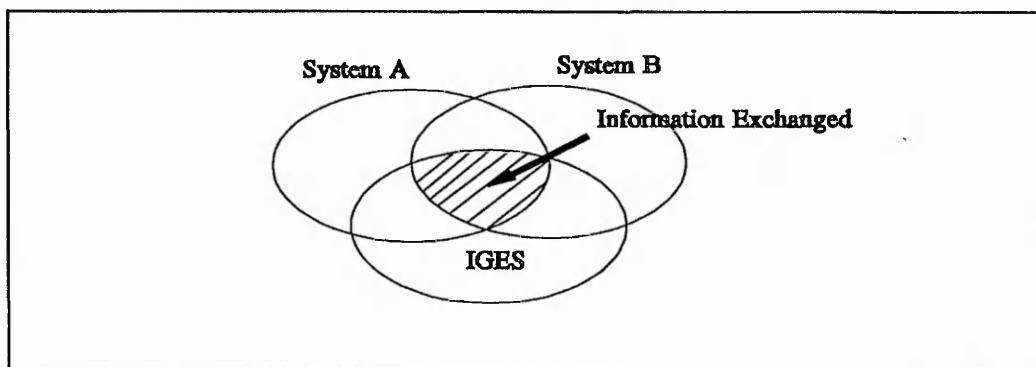 System A
System B
Information Exchanged
IGES